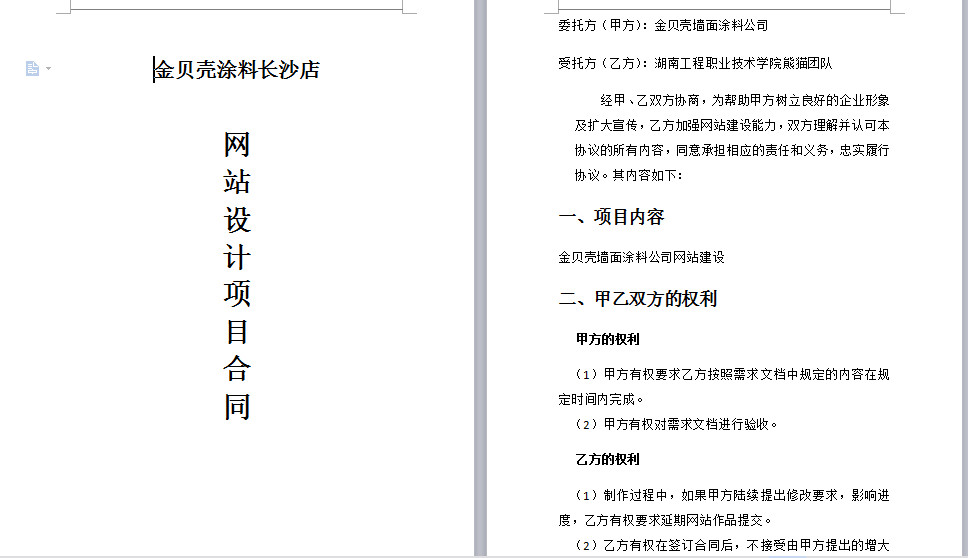 金贝壳涂料长沙店
网
站
设
计
项
目
合
同
委托方（甲方）：金贝壳墙面涂料公司
受托方（乙方）：湖南工程职业技术学院熊猫团队
经甲、乙双方协商，为帮助甲方树立良好的企业形象
及扩大宣传，乙方加强网站建设能力，双方理解并认可本
协议的所有内容，同意承担相应的责任和义务，忠实履行
协议。其内容如下：
一、项目内容
金贝壳墙面涂料公司网站建设
二、甲乙双方的权利
甲方的权利
（1）甲方有权要求乙方按照需求文档中规定的内容在规
定时间内完成。
（2）甲方有权对需求文档进行验收。
乙方的权利
（1）制作过程中，如果甲方陆续提出修改要求，影响进
度，乙方有权要求延期网站作品提交。
（2）乙方有权在签订合同后，不接受由甲方提出的增大